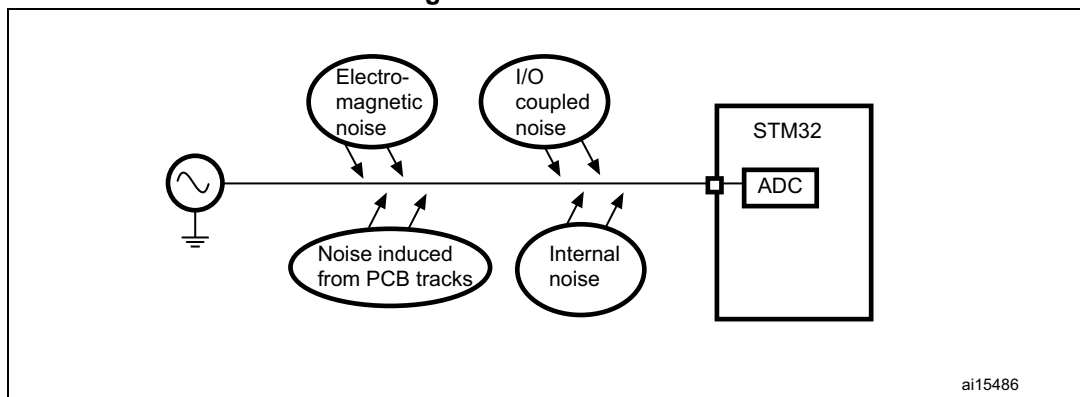 Electro-
magnetic
noise
I/O
coupled
noise
STM32
ADC
Noise induced
from PCB tracks
Internal
noise
ai15486